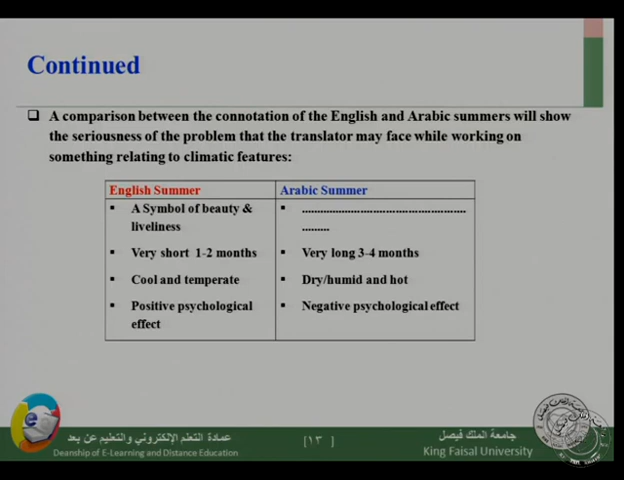 Continued
❑ A comparison between the connotation of the English and Arabic summers will show
the seriousness of the problem that the translator may face while working on
something relating to climatic features:
English Summer
▪ A Symbol of beauty &
liveliness
▪ Very short 1-2 months
▪ Cool and temperate
▪ Positive psychological
effect
Arabic Summer
▪ ......................................................
.........
▪ Very long 3-4 months
▪ Dry/humid and hot
▪ Negative psychological effect
عمادة التعلم الإلكتروني والتعليم عن بعد
Deanship of E-Learning and Distance Education
[١٣ ]
جامعة الملك فيصل
King Faisal University